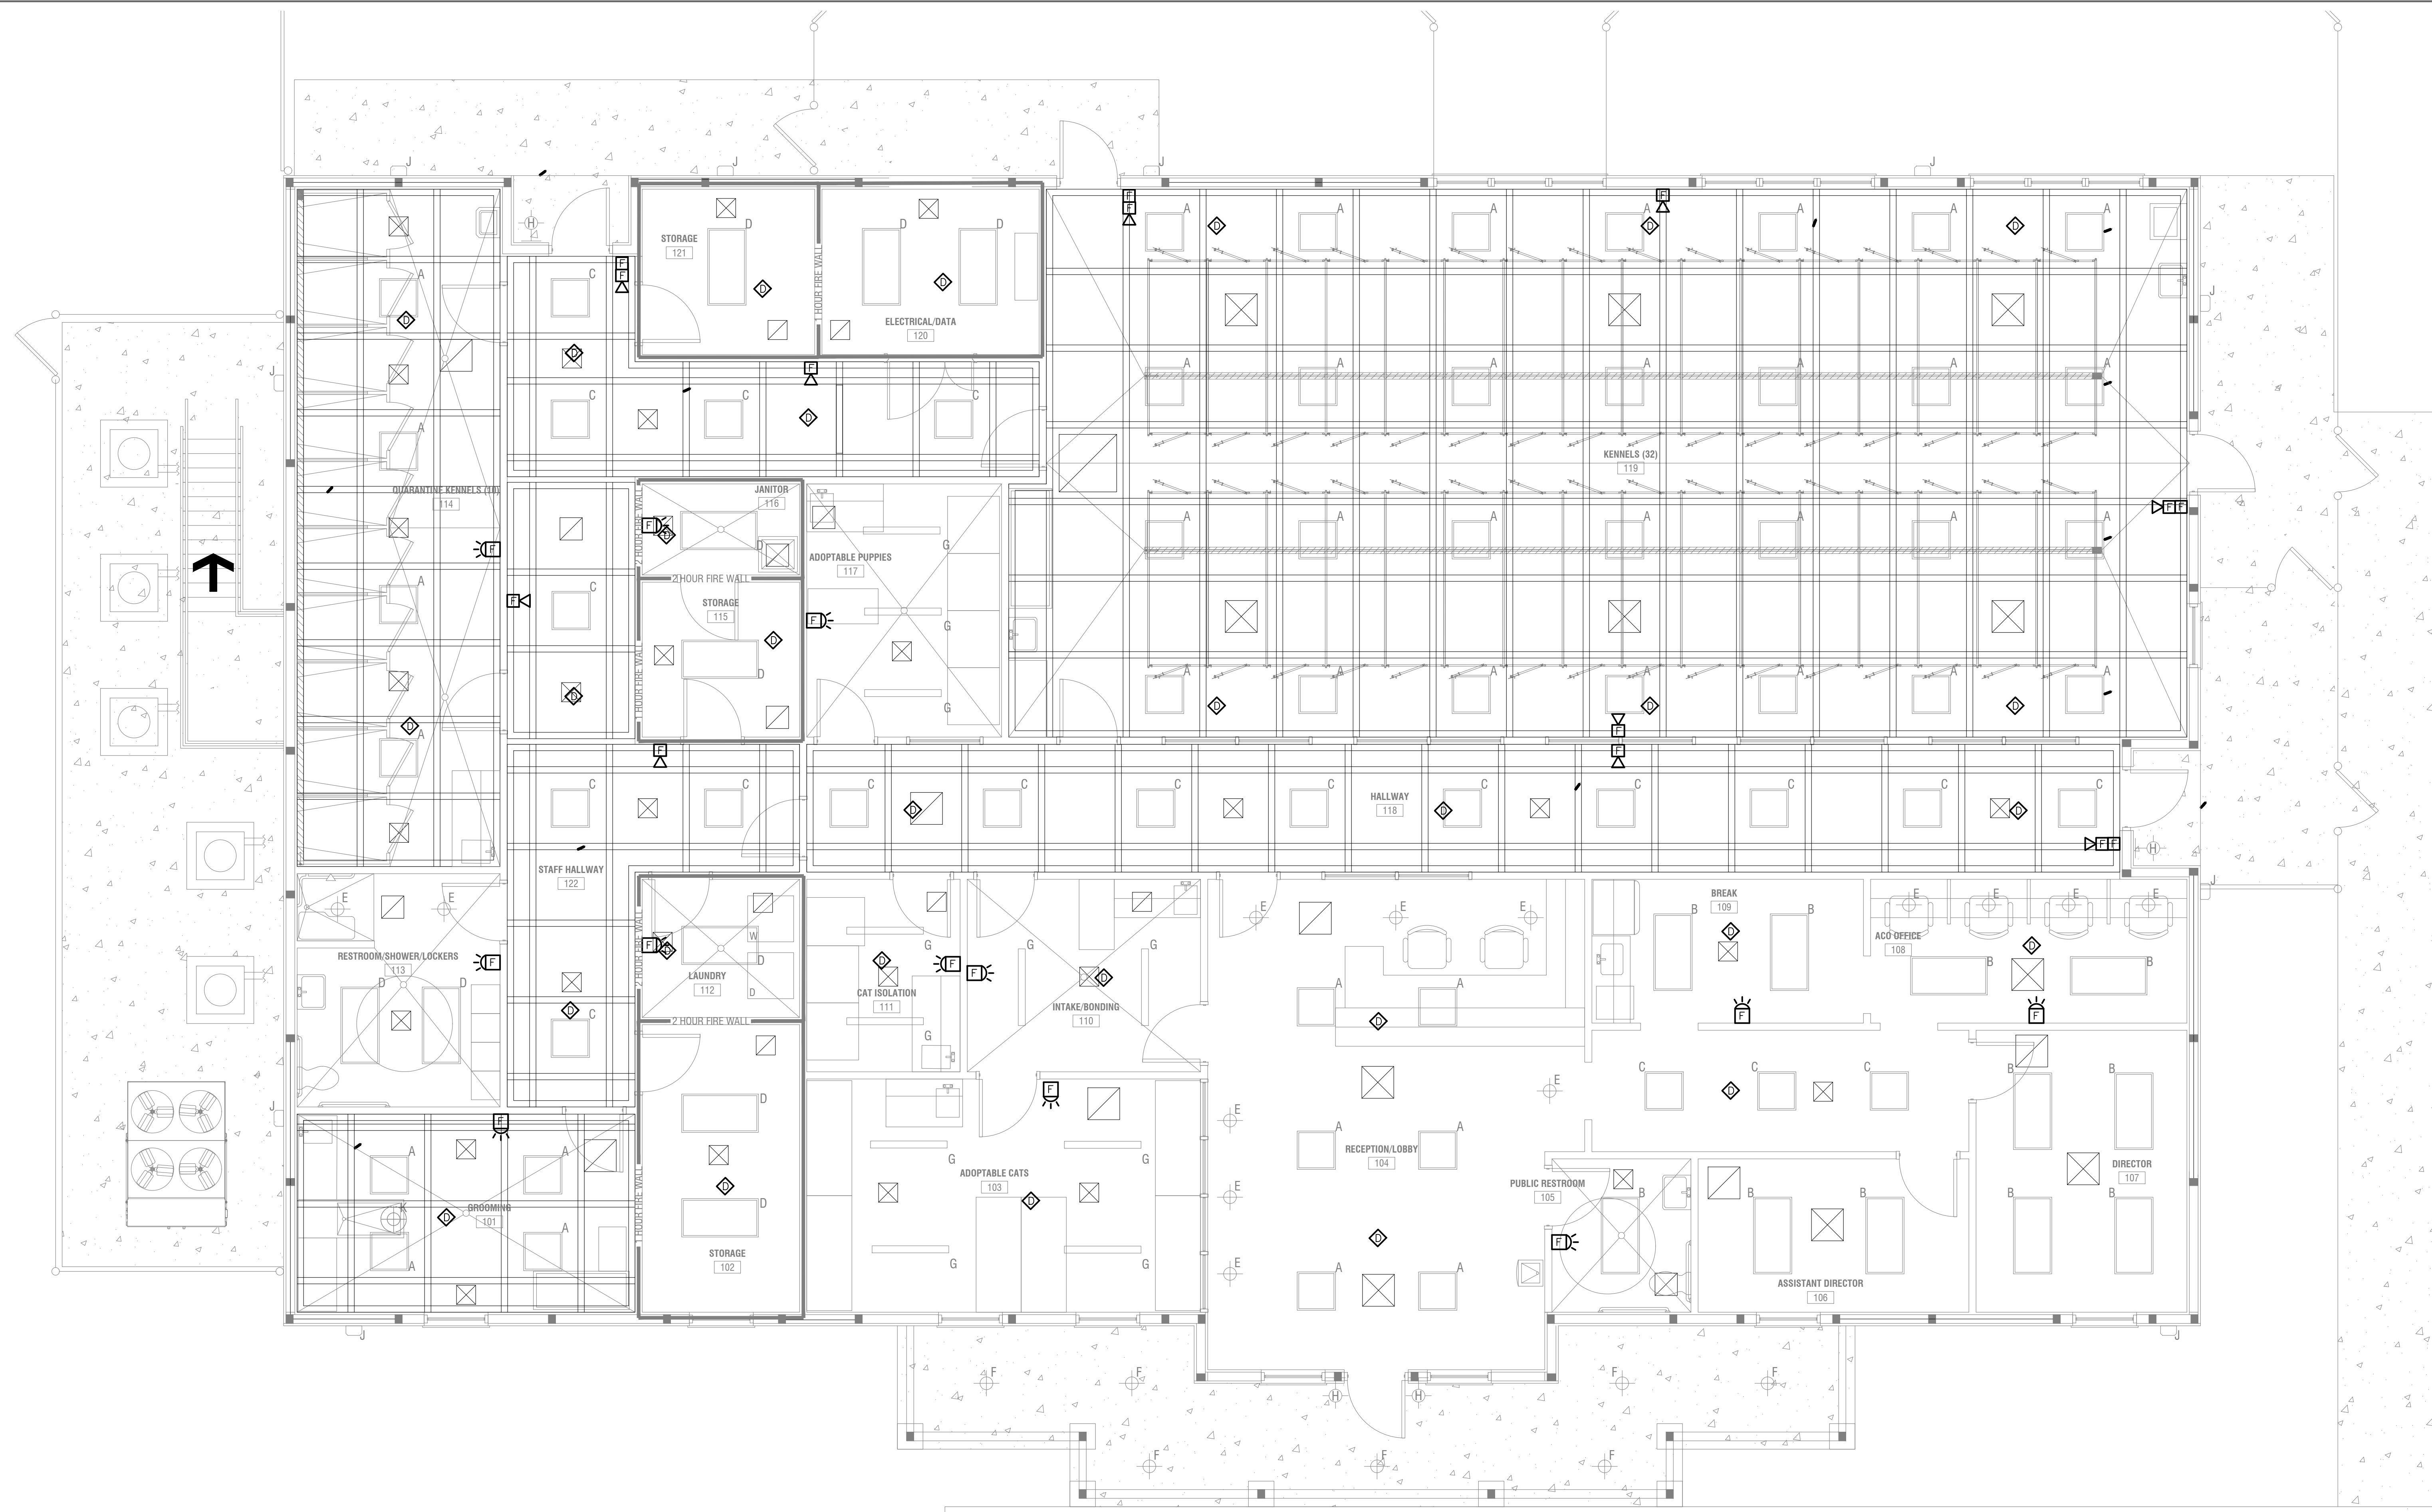 J
J
J
J
H
STORAGE
121
D
1 HOUR FIRE WALL
D
D
ELECTRICAL/DATA
120
D
D
F
F
F
F
F
A
A
A
A
A
A
A
D
D
D
A
C
D
D
J
J
F
C
C
C
D
A
A
A
A
A
A
A
A
KENNELS (32)
119
QUARANTINE KENNELS (10)
114
2 HOUR FIRE WALL
JANITOR
116
F
D
D
F
F
F
A
A
A
A
A
A
A
ADOPTABLE PUPPIES
117
G
G
G
2 HOUR FIRE WALL
STORAGE
115
D
D
1 HOUR FIRE WALL
F
F
A
C
D
D
A
A
A
A
A
A
A
A
D
D
D
F
F
F
C
C
C
C
C
C
C
C
C
C
D
D
D
HALLWAY
118
F
F
H
STAFF HALLWAY
122
J
E
E
RESTROOM/SHOWER/LOCKERS
113
D
D
F
2 HOUR FIRE WALL
F
D
W
D
D
LAUNDRY
112
2 HOUR FIRE WALL
D
C
CAT ISOLATION
111
D
G
G
F
F
G
G
D
INTAKE/BONDING
110
E
E
E
BREAK
109
B
B
D
F
E
E
E
E
ACO OFFICE
108
B
B
D
F
A
A
D
J
F
A
A
K
D
GROOMING
101
A
A
1 HOUR FIRE WALL
D
D
D
STORAGE
102
F
G
G
ADOPTABLE CATS
103
D
G
G
E
E
E
E
A
A
RECEPTION/LOBBY
104
D
A
A
C
C
C
D
PUBLIC RESTROOM
105
B
F
B
B
ASSISTANT DIRECTOR
106
B
B
DIRECTOR
107
B
B
J
J
F
F
H
H
F
F
F
F
F